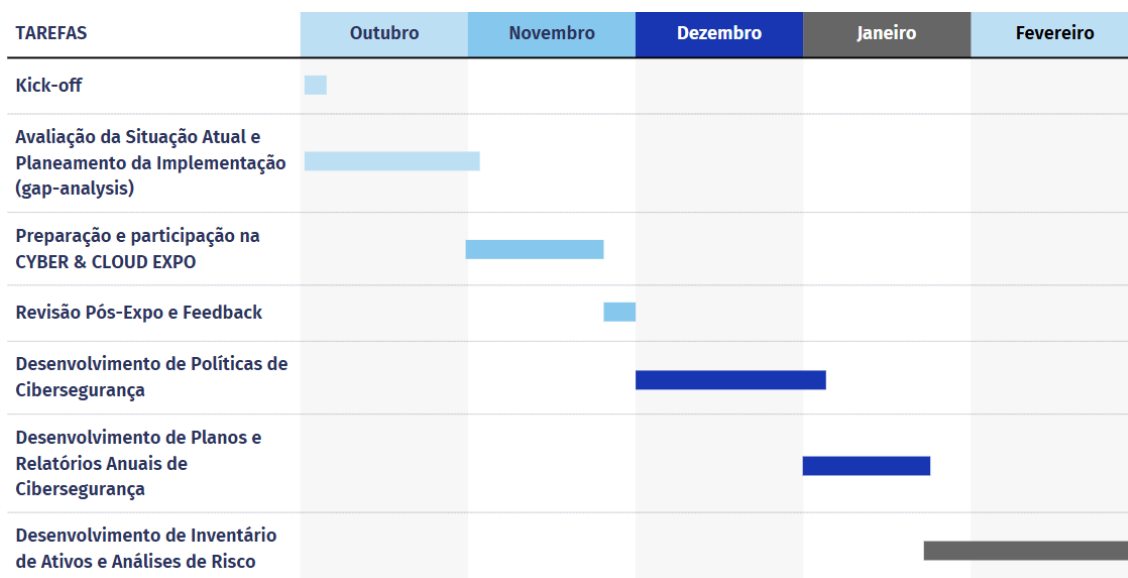 TAREFAS Outubro Novembro Dezembro Janeiro Fevereiro
Kick-off
Avaliação da Situação Atual e
Planeamento da Implementação
(gap-analysis)
Preparação e participação na
CYBER & CLOUD EXPO
Revisão Pós-Expo e Feedback
Desenvolvimento de Políticas de
Cibersegurança
Desenvolvimento de Planos e
Relatórios Anuais de
Cibersegurança
Desenvolvimento de Inventário
de Ativos e Análises de Risco